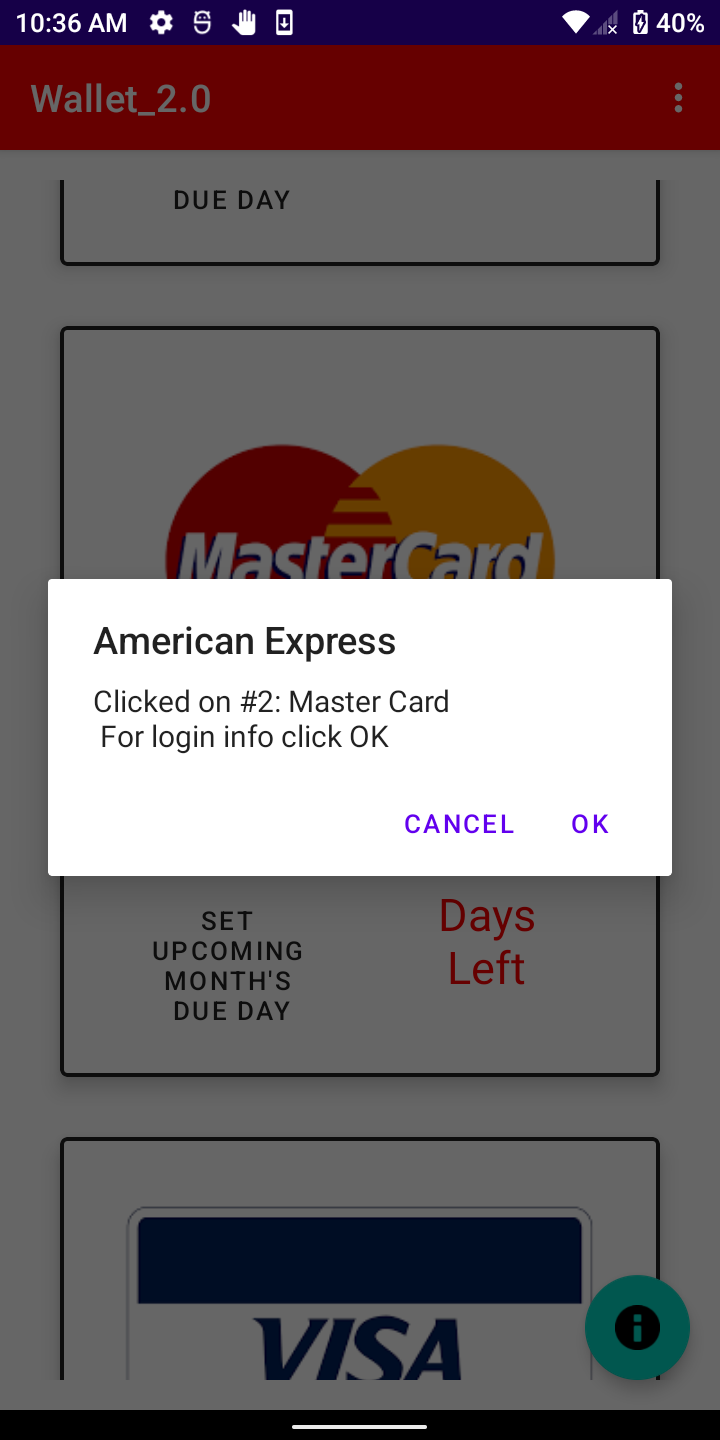 10:36 AM
40%
Wallet_2.0
DUE DAY
MasterCard
American Express
Clicked on #2: Master Card
For login info click OK
CANCEL OK
SET
UPCOMING
MONTH'S
DUE DAY
Days
Left
VISA